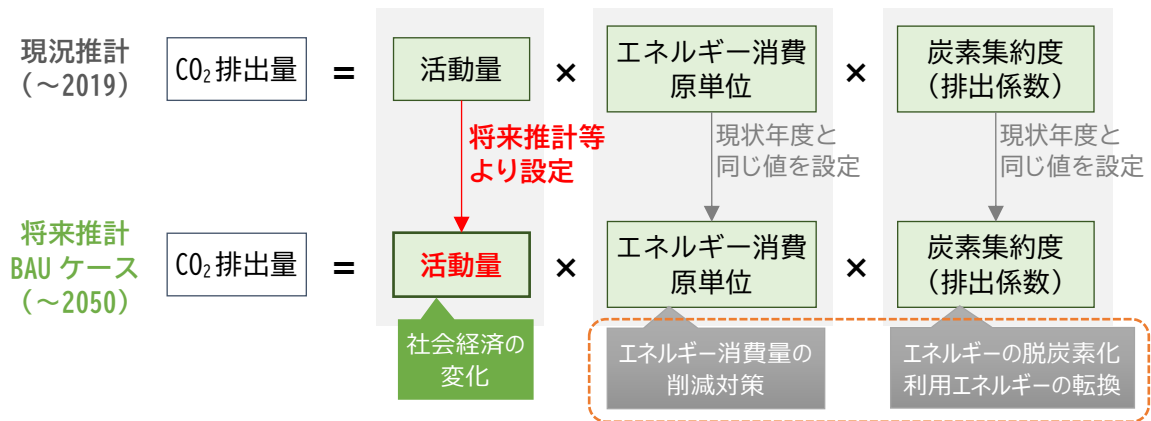 現況推計
(～2019)
CO₂排出量
=
活動量
×
エネルギー消費
原単位
×
炭素集約度
(排出係数)
将来推計等
より設定
現状年度と
同じ値を設定
現状年度と
同じ値を設定
将来推計
BAU ケース
(～2050)
CO₂排出量
=
活動量
×
エネルギー消費
原単位
×
炭素集約度
(排出係数)
社会経済の
変化
エネルギー消費量の
削減対策
エネルギーの脱炭素化
利用エネルギーの転換